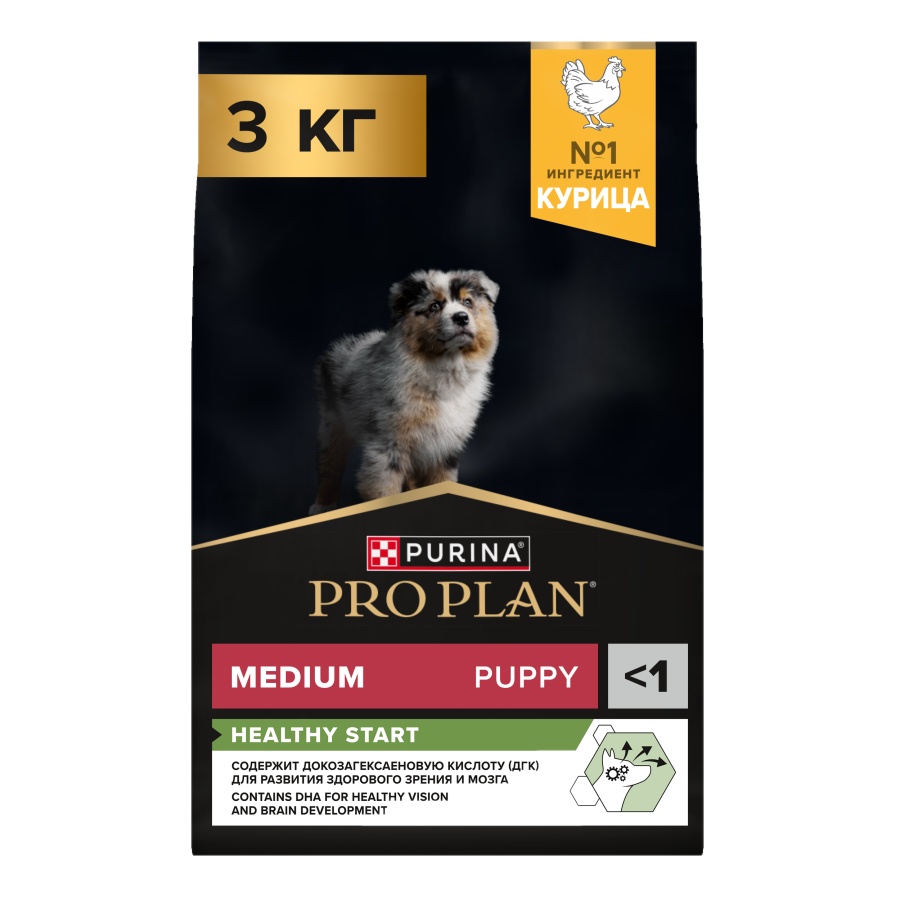 3 КГ
№1
ИНГРЕДИЕНТ
КУРИЦА
PURINA®
PRO PLAN®
MEDIUM PUPPY <1
HEALTHY START
СОДЕРЖИТ ДОКОЗАГЕКСАЕНОВУЮ КИСЛОТУ (ДГК)
ДЛЯ РАЗВИТИЯ ЗДОРОВОГО ЗРЕНИЯ И МОЗГА
CONTAINS DHA FOR HEALTHY VISION
AND BRAIN DEVELOPMENT